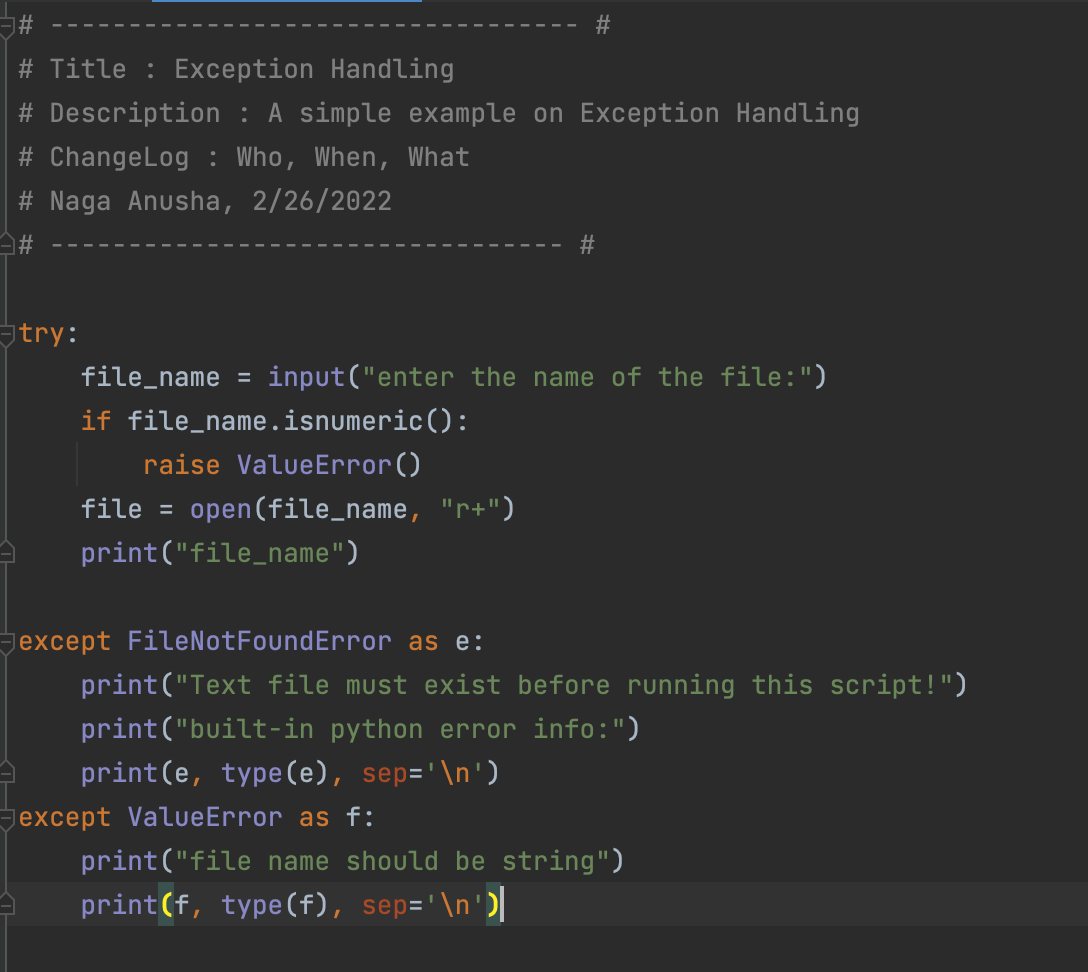 # ---------------------------------- #
# Title : Exception Handling
# Description : A simple example on Exception Handling
# ChangeLog : Who, When, What
# Naga Anusha, 2/26/2022
# --------------------------------- #

try:
    file_name = input("enter the name of the file:")
    if file_name.isnumeric():
        raise ValueError()
    file = open(file_name, "r+")
    print("file_name")

except FileNotFoundError as e:
    print("Text file must exist before running this script!")
    print("built-in python error info:")
    print(e, type(e), sep='\n')
except ValueError as f:
    print("file name should be string")
    print(f, type(f), sep='\n')